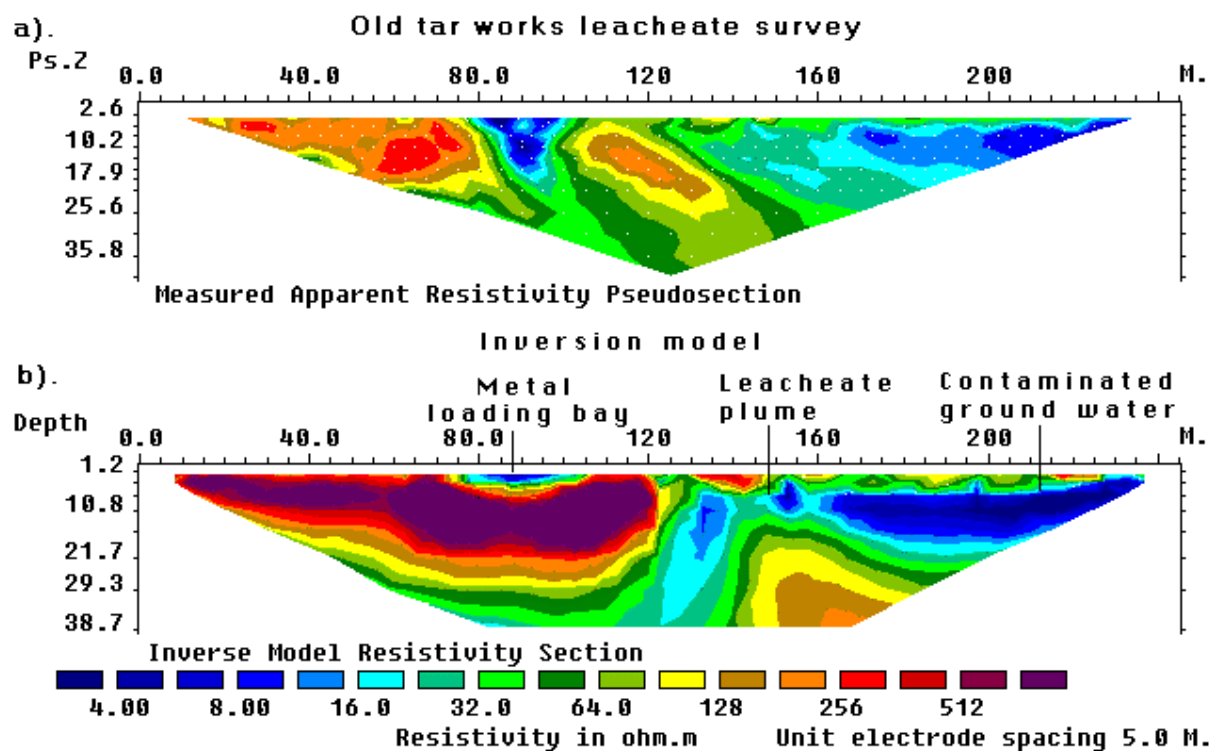 a). Old tar works leacheate survey
Ps.Z 0.0 40.0 80.0 120 160 200 M.
2.6
10.2
17.9
25.6
35.8
Measured Apparent Resistivity Pseudosection
Inversion model
b). Metal Leacheate Contaminated
loading bay plume ground water
Depth 0.0 40.0 80.0 120 160 200 M.
1.2
10.8
21.7
29.3
38.7
Inverse Model Resistivity Section
4.00 8.00 16.0 32.0 64.0 128 256 512
Resistivity in ohm.m Unit electrode spacing 5.0 M.